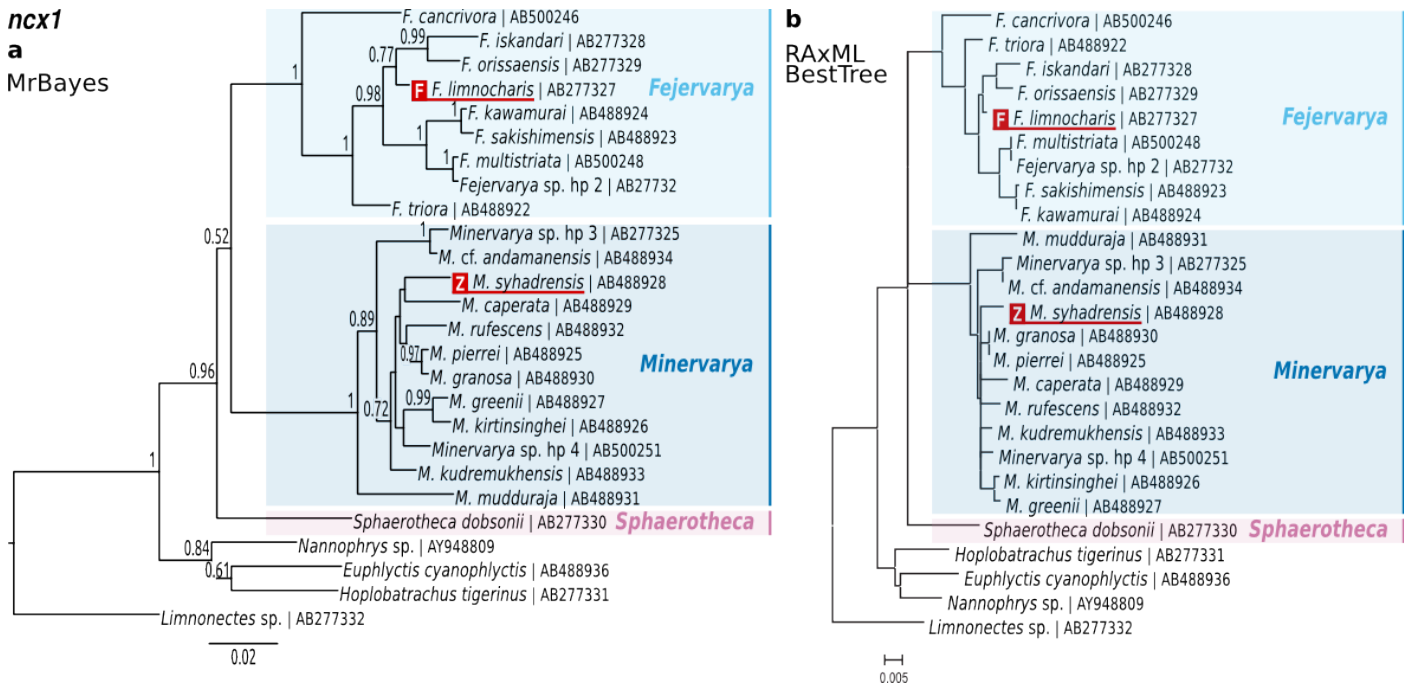 ncx1
a
MrBayes
F. cancrivora | AB500246
0.99
F. iskandari | AB277328
0.77
F. orissaensis | AB277329
1
F F. limnocharis | AB277327
Fejervarya
0.98
1 F. kawamurai | AB488924
F. sakishimensis | AB488923
1
1
1 F. multistriata | AB500248
Fejervarya sp. hp 2 | AB27732
F. triora | AB488922
0.52
1 Minervarya sp. hp 3 | AB277325
M. cf. andamanensis | AB488934
Z M. syhadrensis | AB488928
M. caperata | AB488929
0.89
M. rufescens | AB488932
0.97 M. pierrei | AB488925
Minervarya
0.96
M. granosa | AB488930
1
0.72
0.99 M. greenii | AB488927
M. kirtinsinghei | AB488926
Minervarya sp. hp 4 | AB500251
1
M. kudremukhensis | AB488933
M. mudduraja | AB488931
Sphaerotheca dobsonii | AB277330 Sphaerotheca
0.84
Nannophrys sp. | AY948809
0.61
Euphlyctis cyanophlyctis | AB488936
Hoplobatrachus tigerinus | AB277331
Limnonectes sp. | AB277332
0.02
b
RAxML
BestTree
F. cancrivora | AB500246
F. triora | AB488922
F. iskandari | AB277328
F. orissaensis | AB277329
F F. limnocharis | AB277327
Fejervarya
F. multistriata | AB500248
Fejervarya sp. hp 2 | AB27732
F. sakishimensis | AB488923
F. kawamurai | AB488924
M. mudduraja | AB488931
Minervarya sp. hp 3 | AB277325
M. cf. andamanensis | AB488934
Z M. syhadrensis | AB488928
M. granosa | AB488930
M. pierrei | AB488925
Minervarya
M. caperata | AB488929
M. rufescens | AB488932
M. kudremukhensis | AB488933
Minervarya sp. hp 4 | AB500251
M. kirtinsinghei | AB488926
M. greenii | AB488927
Sphaerotheca dobsonii | AB277330 Sphaerotheca
Hoplobatrachus tigerinus | AB277331
Euphlyctis cyanophlyctis | AB488936
Nannophrys sp. | AY948809
Limnonectes sp. | AB277332
0.005